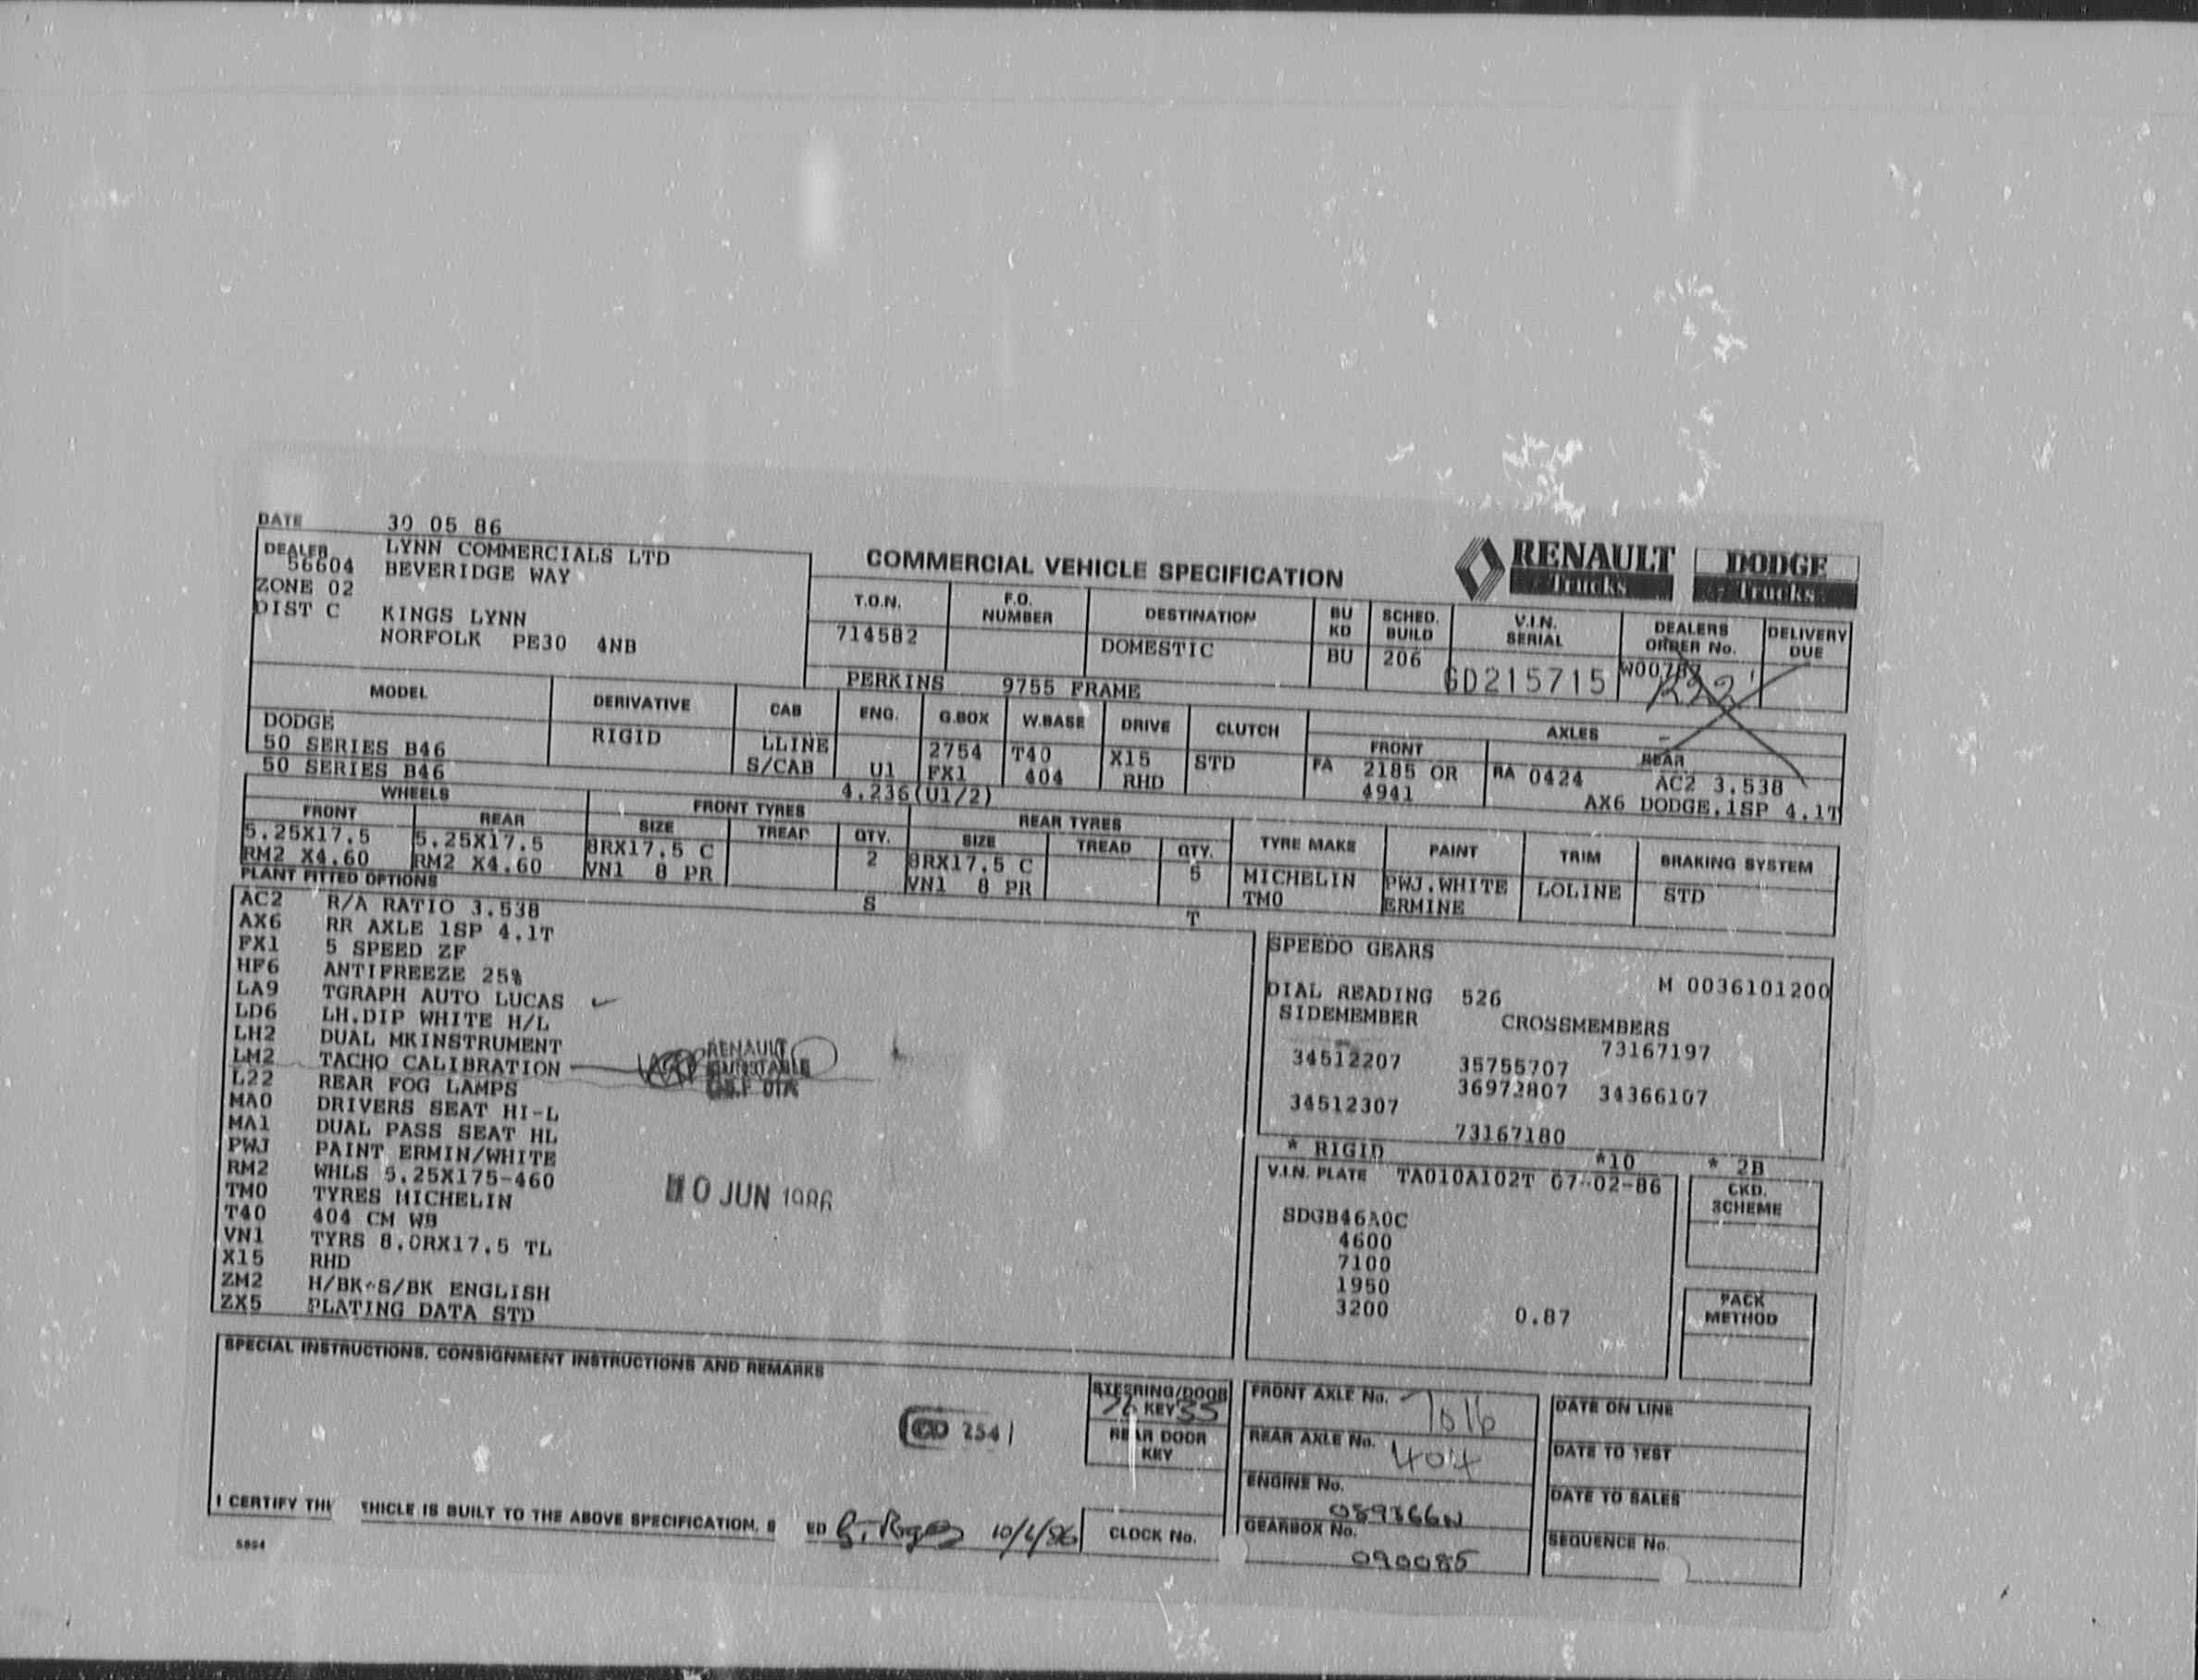 DATE 30 05 86
DEALER LYNN COMMERCIALS LTD
56604 BEVERIDGE WAY
ZONE 02
DIST C KINGS LYNN
NORFOLK PE30 4NB
COMMERCIAL VEHICLE SPECIFICATION
RENAULT Trucks DODGE Trucks
T.O.N. F.O. NUMBER DESTINATION BU KD SCHED. BUILD V.I.N. SERIAL DEALERS ORDER No. DELIVERY DUE
714582 DOMESTIC BU 206 GD215715
PERKINS 9755 FRAME
MODEL DERIVATIVE CAB ENG. G.BOX W.BASE DRIVE CLUTCH AXLES
FRONT REAR
DODGE RIGID LLINE 2754 T40 X15 STD FA 2185 OR RA 0424 AC2 3.538
50 SERIES B46 S/CAB U1 FX1 404 RHD 4941 AX6 DODGE,1SP 4.1T
50 SERIES B46 4.236(U1/2)
WHEELS FRONT TYRES REAR TYRES
FRONT REAR SIZE TREAD QTY. SIZE TREAD QTY. TYRE MAKE PAINT TRIM BRAKING SYSTEM
5.25X17.5 5.25X17.5 8RX17.5 C 2 8RX17.5 C 5 MICHELIN PWJ.WHITE LOLINE STD
RM2 X4.60 RM2 X4.60 VN1 8 PR VN1 8 PR TM0 ERMINE
PLANT FITTED OPTIONS
S T
AC2 R/A RATIO 3.538
AX6 RR AXLE 1SP 4.1T
FX1 5 SPEED ZF
HF6 ANTIFREEZE 25%
LA9 TGRAPH AUTO LUCAS
LD6 LH.DIP WHITE H/L
LH2 DUAL MKINSTRUMENT
LM2 TACHO CALIBRATION
L22 REAR FOG LAMPS
MA0 DRIVERS SEAT HI-L
MA1 DUAL PASS SEAT HL
PWJ PAINT ERMIN/WHITE
RM2 WHLS 5.25X175-460
TM0 TYRES MICHELIN
T40 404 CM WB
VN1 TYRS 8.0RX17.5 TL
X15 RHD
ZM2 H/BK-S/BK ENGLISH
ZX5 PLATING DATA STD
RENAULT
DUNSTABLE
10 JUN 1986
SPEEDO GEARS
M 0036101200
DIAL READING 526
SIDEMEMBER CROSSMEMBERS
73167197
34512207 35755707
36972807 34366107
34512307
73167180
* RIGID *10 * 2B
V.I.N. PLATE TA010A102T 07-02-86
SDGB46A0C
4600
7100
1950
3200 0.87
CKD. SCHEME
PACK METHOD
SPECIAL INSTRUCTIONS, CONSIGNMENT INSTRUCTIONS AND REMARKS
254
STEERING/DOOR KEY
REAR DOOR KEY
CLOCK No.
FRONT AXLE No.
REAR AXLE No. 404
ENGINE No.
GEARBOX No. 090085
DATE ON LINE
DATE TO TEST
DATE TO SALES
SEQUENCE No.
I CERTIFY EHICLE IS BUILT TO THE ABOVE SPECIFICATION. 10/6/86
5854